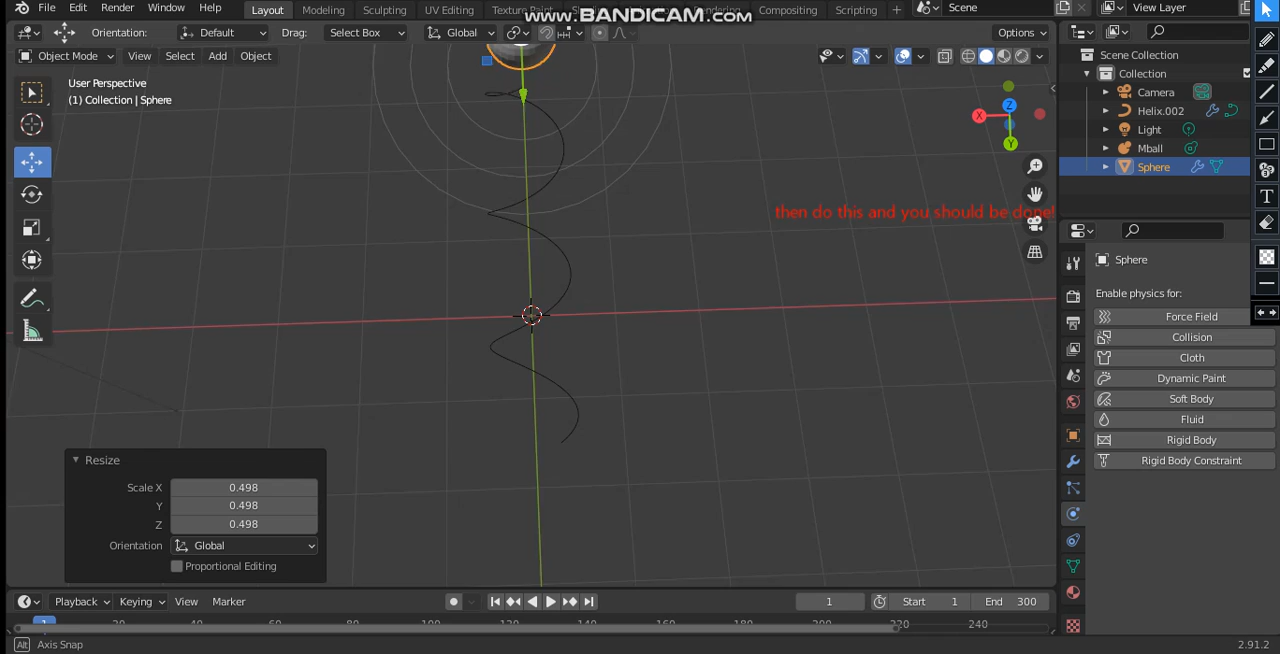 File Edit Render Window Help Layout Modeling Sculpting UV Editing Texture Paint Compositing Scripting + Scene View Layer
www.BANDICAM.com
Orientation: Default Drag: Select Box Global Options
Object Mode View Select Add Object
User Perspective
(1) Collection | Sphere
X
Z
Y
then do this and you should be done!
Scene Collection
Collection
Camera
Helix.002
Light
Mball
Sphere
Sphere
Enable physics for:
Force Field
Collision
Cloth
Dynamic Paint
Soft Body
Fluid
Rigid Body
Rigid Body Constraint
Resize
Scale X 0.498
Y 0.498
Z 0.498
Orientation Global
Proportional Editing
Playback Keying View Marker 1 Start 1 End 300
1 20 100 120 140 160 180 200 220 240
Alt Axis Snap 2.91.2